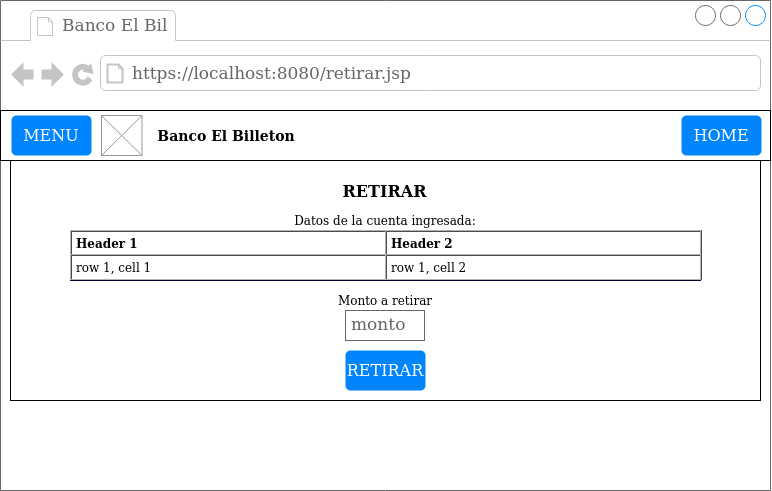 Banco El Bil
https://localhost:8080/retirar.jsp
MENU Banco El Billeton HOME
RETIRAR
Datos de la cuenta ingresada:
Header 1 Header 2
row 1, cell 1 row 1, cell 2
Monto a retirar
monto
RETIRAR